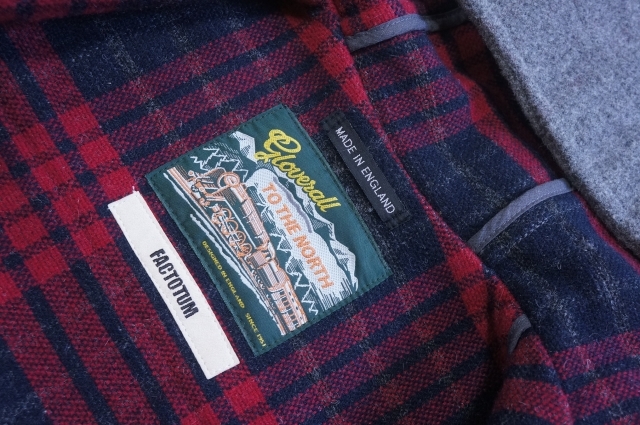 MADE IN ENGLAND
Gloverall
TO THE NORTH
DESIGNED IN ENGLAND SINCE 1951
FACTOTUM